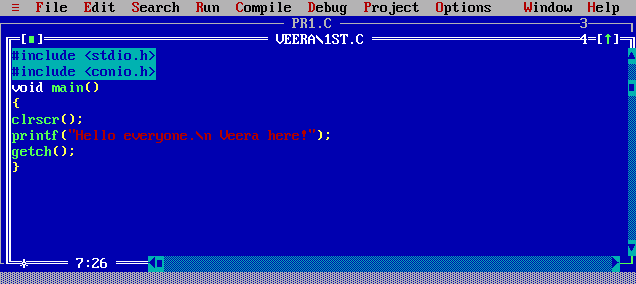 ≡ File Edit Search Run Compile Debug Project Options Window Help
PR1.C 3
[■] VEERA\1ST.C 4=[↑]
#include <stdio.h>
#include <conio.h>
void main()
{
clrscr();
printf("Hello everyone.\n Veera here!");
getch();
}
7:26